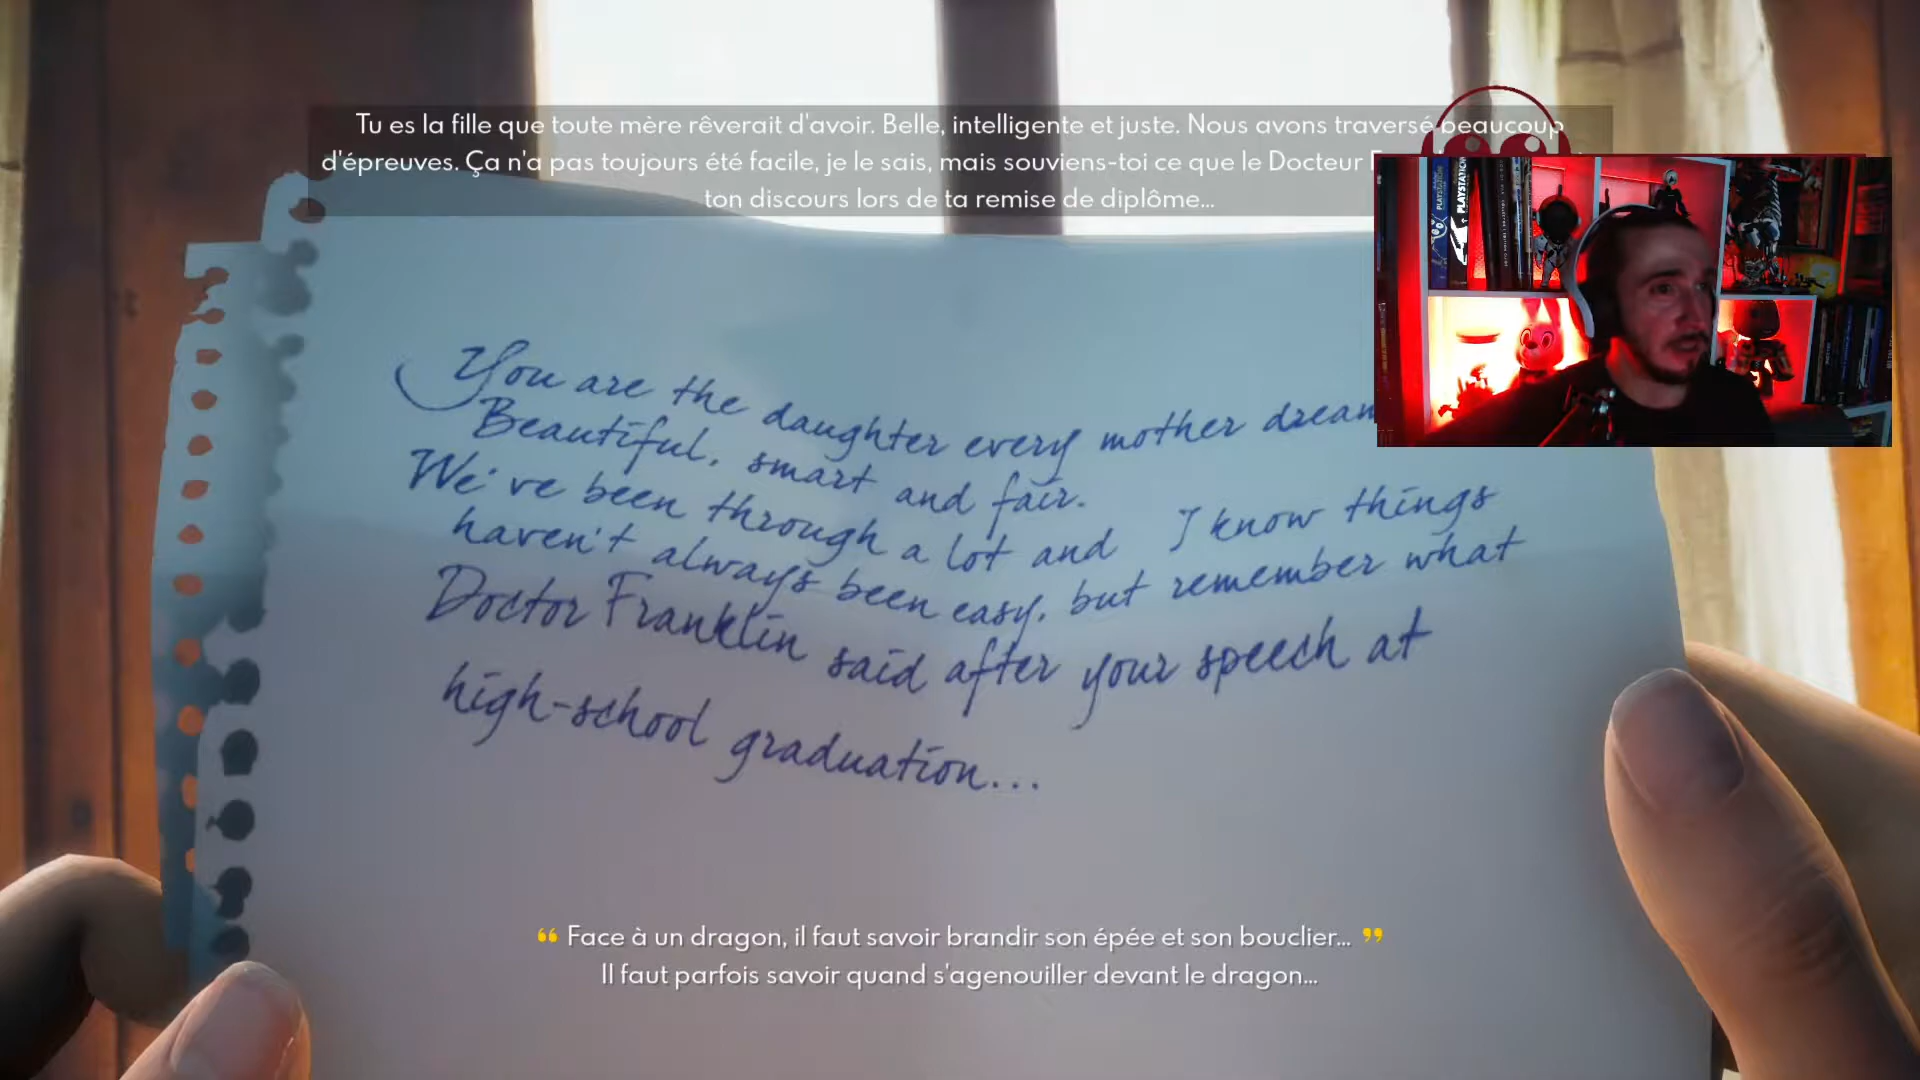 Tu es la fille que toute mère rêverait d'avoir. Belle, intelligente et juste. Nous avons traversé beaucoup
d'épreuves. Ça n'a pas toujours été facile, je le sais, mais souviens-toi ce que le Docteur
ton discours lors de ta remise de diplôme...
PLAYSTATION
You are the daughter every mother
Beautiful, smart and fair.
We've been through a lot and I know things
haven't always been easy, but remember what
Doctor Franklin said after your speech at
high-school graduation...
“ Face à un dragon, il faut savoir brandir son épée et son bouclier... ”
Il faut parfois savoir quand s'agenouiller devant le dragon...